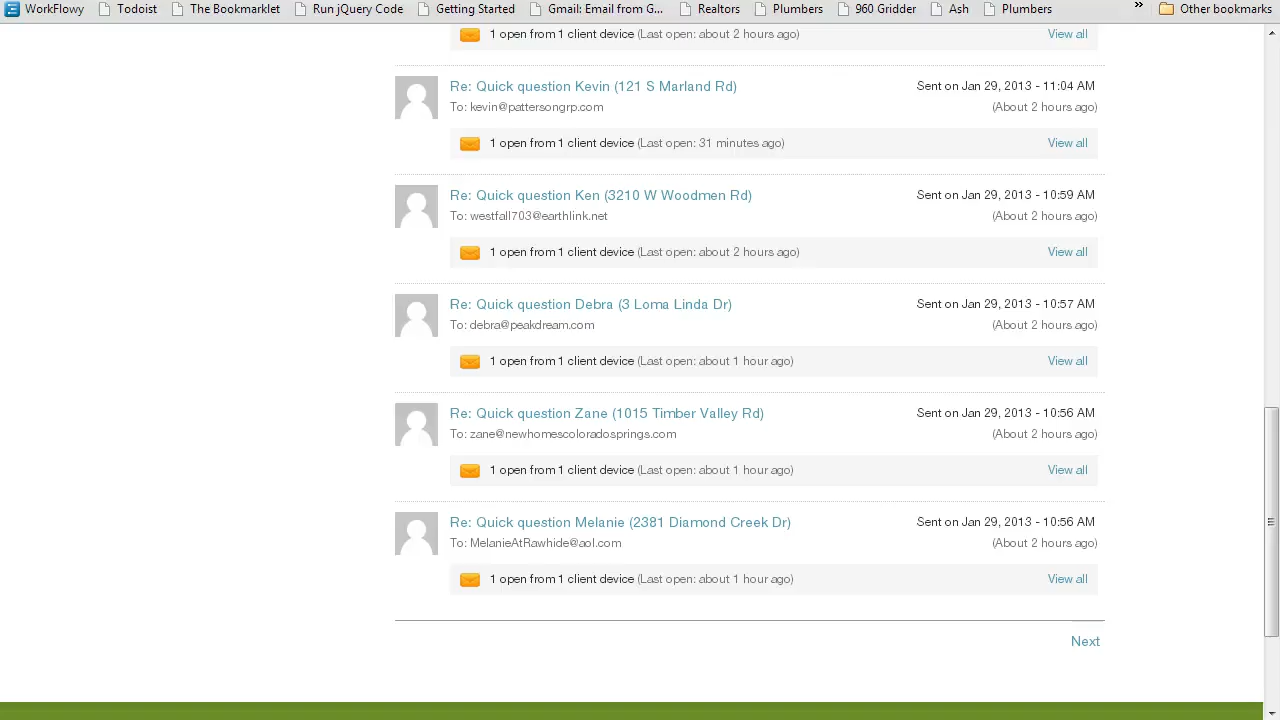 WorkFlowy Todoist The Bookmarklet Run jQuery Code Getting Started Gmail: Email from G... Realtors Plumbers 960 Gridder Ash Plumbers » Other bookmarks
1 open from 1 client device (Last open: about 2 hours ago) View all
Re: Quick question Kevin (121 S Marland Rd) Sent on Jan 29, 2013 - 11:04 AM
To: kevin@pattersongrp.com (About 2 hours ago)
1 open from 1 client device (Last open: 31 minutes ago) View all
Re: Quick question Ken (3210 W Woodmen Rd) Sent on Jan 29, 2013 - 10:59 AM
To: westfall703@earthlink.net (About 2 hours ago)
1 open from 1 client device (Last open: about 2 hours ago) View all
Re: Quick question Debra (3 Loma Linda Dr) Sent on Jan 29, 2013 - 10:57 AM
To: debra@peakdream.com (About 2 hours ago)
1 open from 1 client device (Last open: about 1 hour ago) View all
Re: Quick question Zane (1015 Timber Valley Rd) Sent on Jan 29, 2013 - 10:56 AM
To: zane@newhomescoloradosprings.com (About 2 hours ago)
1 open from 1 client device (Last open: about 1 hour ago) View all
Re: Quick question Melanie (2381 Diamond Creek Dr) Sent on Jan 29, 2013 - 10:56 AM
To: MelanieAtRawhide@aol.com (About 2 hours ago)
1 open from 1 client device (Last open: about 1 hour ago) View all
Next